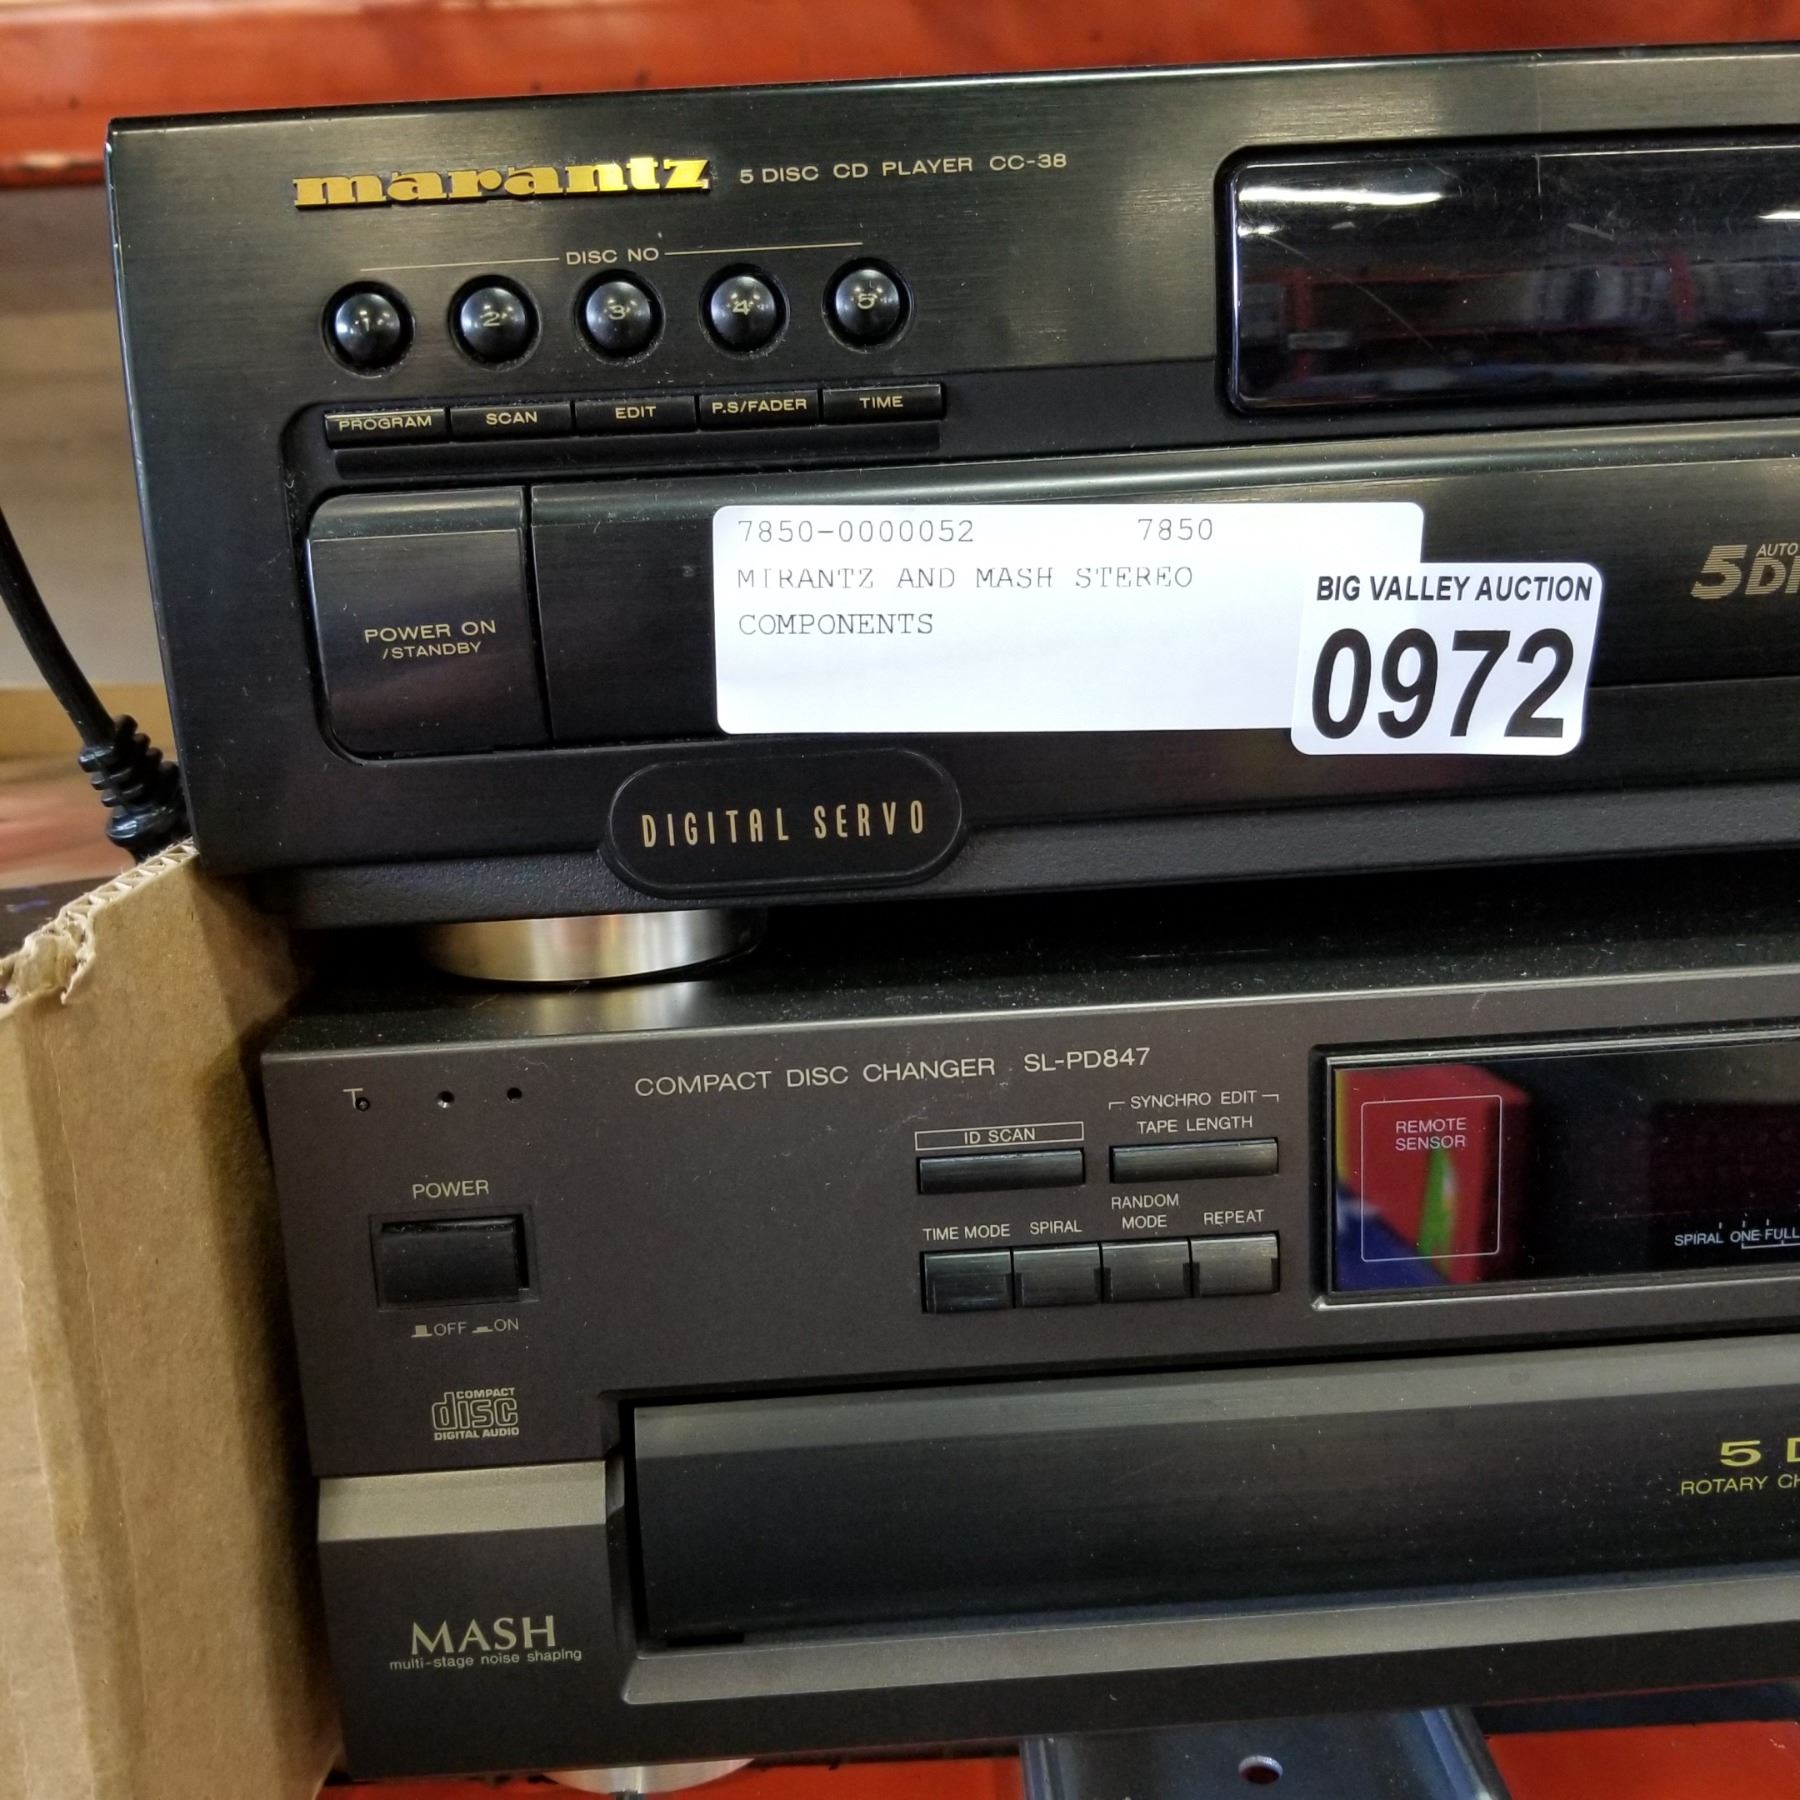 marantz 5 DISC CD PLAYER CC-38
DISC NO
1 2 3 4 5
PROGRAM SCAN EDIT P.S/FADER TIME
POWER ON
/STANDBY
7850-0000052 7850
MIRANTZ AND MASH STEREO
COMPONENTS
BIG VALLEY AUCTION
0972
5 AUTO
DIGITAL SERVO
T
COMPACT DISC CHANGER SL-PD847
POWER
OFF ON
ID SCAN
SYNCHRO EDIT
TAPE LENGTH
TIME MODE SPIRAL RANDOM MODE REPEAT
REMOTE
SENSOR
SPIRAL ONE FULL
COMPACT
disc
DIGITAL AUDIO
5
ROTARY
MASH
multi-stage noise shaping